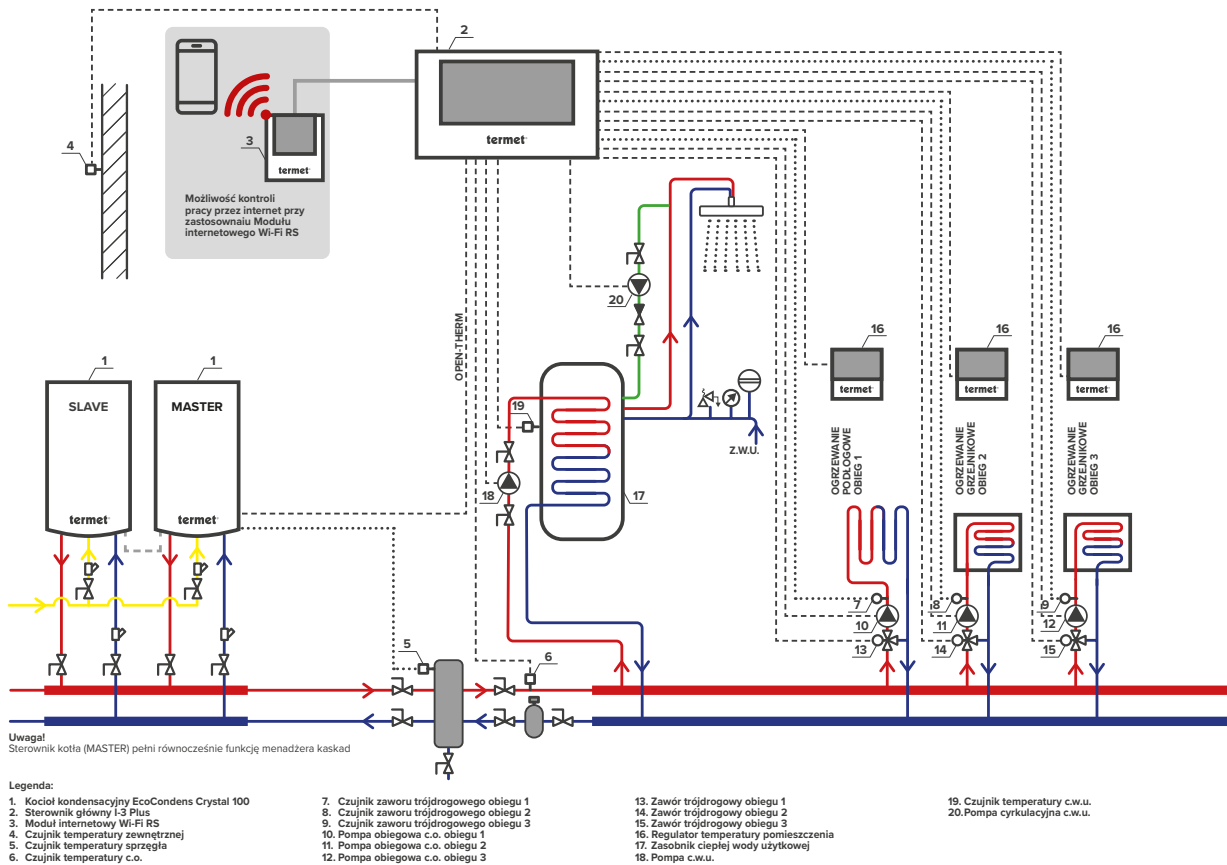 2
termet
3
termet
4
Możliwość kontroli
pracy przez internet przy
zastosownaiu Modułu
internetowego Wi-Fi RS
20
OPEN-THERM
1
1
SLAVE
MASTER
termet
termet
19
18
17
Z.W.U.
16
16
16
termet
termet
termet
OGRZEWANIE
PODŁOGOWE
OBIEG 1
OGRZEWANIE
GRZEJNIKOWE
OBIEG 2
OGRZEWANIE
GRZEJNIKOWE
OBIEG 3
7
8
9
10
11
12
13
14
15
5
6
Uwaga!
Sterownik kotła (MASTER) pełni równocześnie funkcję menadżera kaskad
Legenda:
1. Kocioł kondensacyjny EcoCondens Crystal 100
2. Sterownik główny I-3 Plus
3. Moduł internetowy Wi-Fi RS
4. Czujnik temperatury zewnętrznej
5. Czujnik temperatury sprzęgła
6. Czujnik temperatury c.o.
7. Czujnik zaworu trójdrogowego obiegu 1
8. Czujnik zaworu trójdrogowego obiegu 2
9. Czujnik zaworu trójdrogowego obiegu 3
10. Pompa obiegowa c.o. obiegu 1
11. Pompa obiegowa c.o. obiegu 2
12. Pompa obiegowa c.o. obiegu 3
13. Zawór trójdrogowy obiegu 1
14. Zawór trójdrogowy obiegu 2
15. Zawór trójdrogowy obiegu 3
16. Regulator temperatury pomieszczenia
17. Zasobnik ciepłej wody użytkowej
18. Pompa c.w.u.
19. Czujnik temperatury c.w.u.
20.Pompa cyrkulacyjna c.w.u.